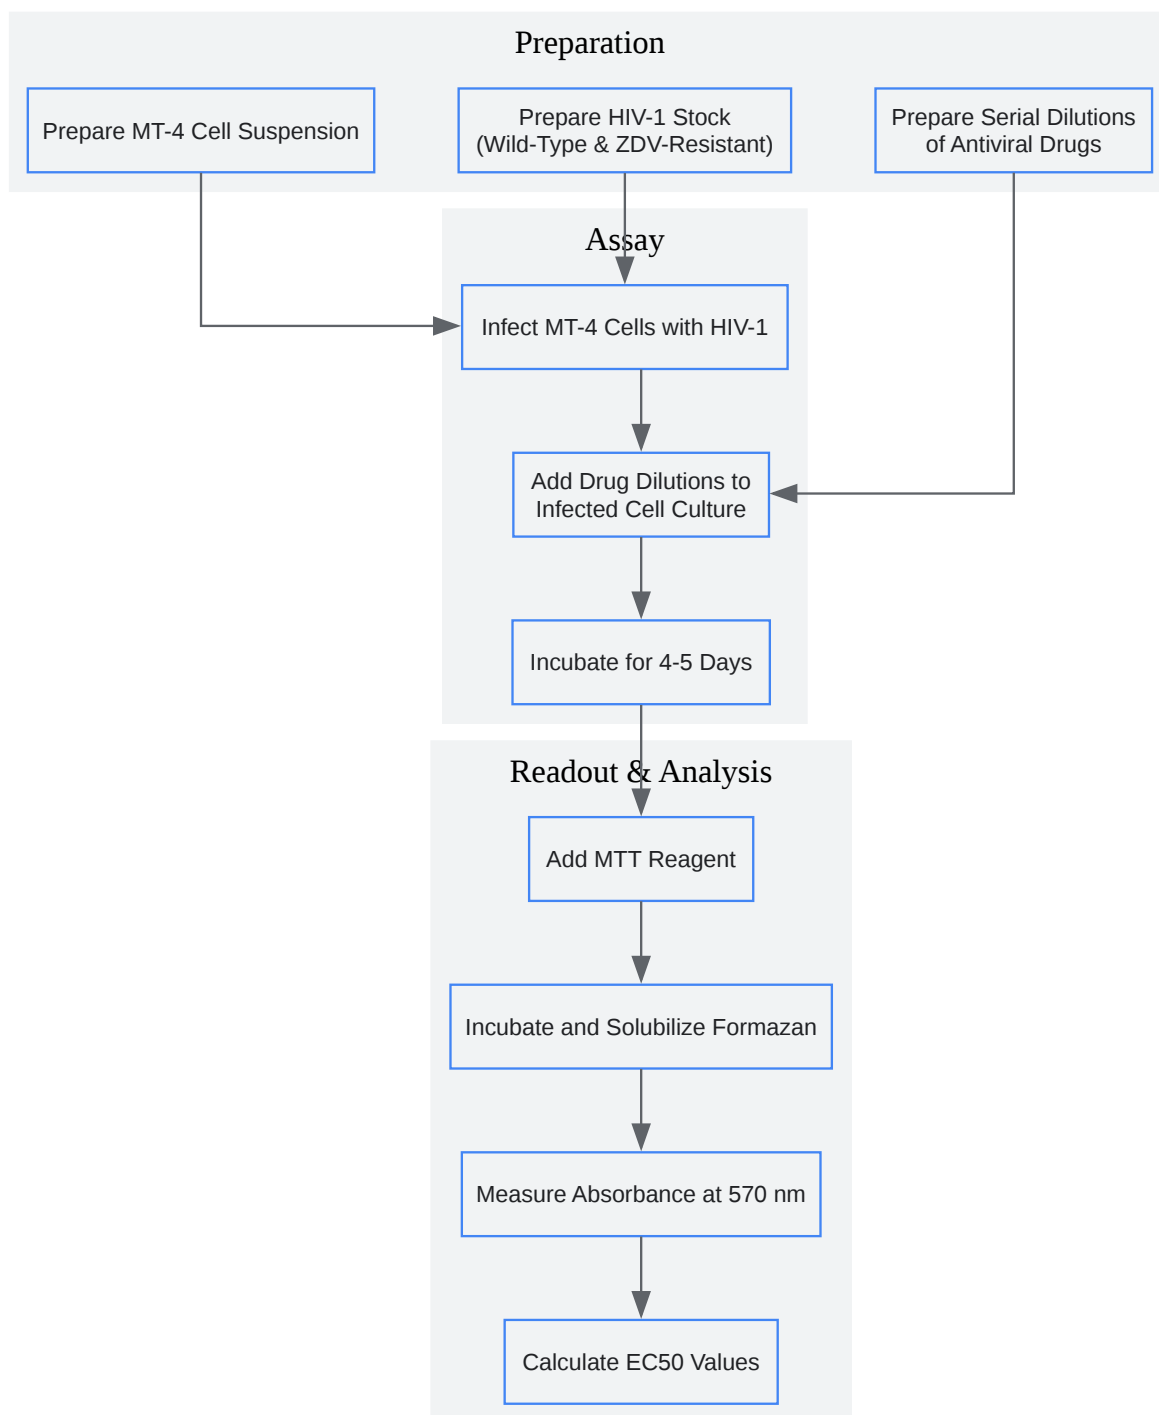 Preparation
Prepare MT-4 Cell Suspension
Prepare HIV-1 Stock
(Wild-Type & ZDV-Resistant)
Prepare Serial Dilutions
of Antiviral Drugs
Assay
Infect MT-4 Cells with HIV-1
Add Drug Dilutions to
Infected Cell Culture
Incubate for 4-5 Days
Readout & Analysis
Add MTT Reagent
Incubate and Solubilize Formazan
Measure Absorbance at 570 nm
Calculate EC50 Values